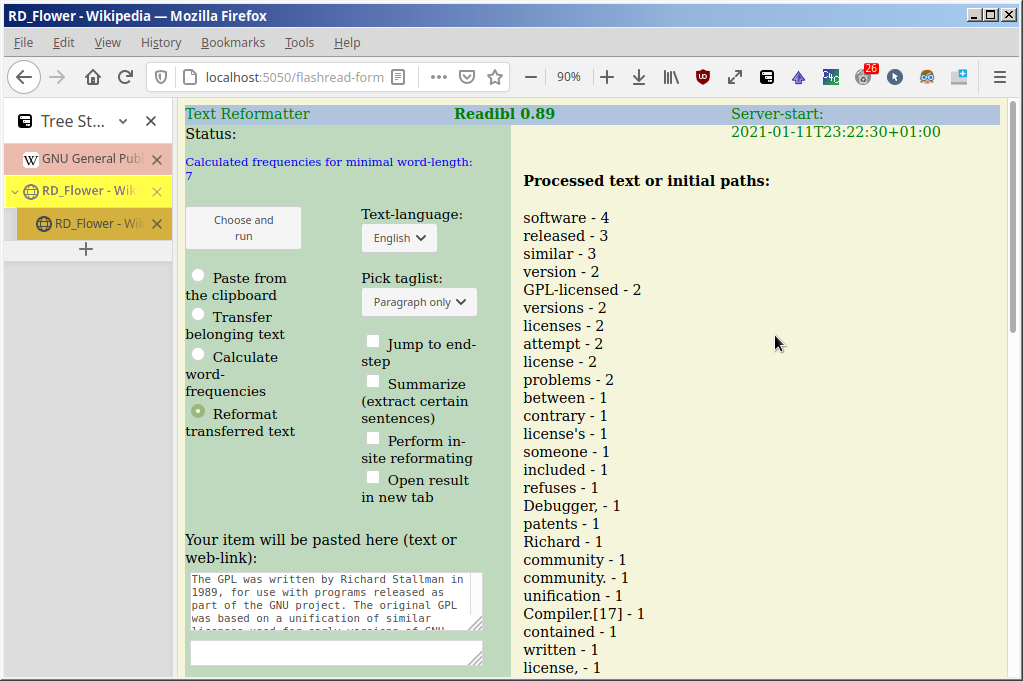 RD_Flower - Wikipedia — Mozilla Firefox
File Edit View History Bookmarks Tools Help
localhost:5050/flashread-form
90%
26
Tree St...
GNU General Publ
RD_Flower - Wik
RD_Flower - Wik
Text Reformatter
Readibl 0.89
Server-start:
2021-01-11T23:22:30+01:00
Status:
Calculated frequencies for minimal word-length:
7
Choose and
run
Text-language:
English
Paste from
the clipboard
Transfer
belonging text
Calculate
word-
frequencies
Reformat
transferred text
Pick taglist:
Paragraph only
Jump to end-
step
Summarize
(extract certain
sentences)
Perform in-
site reformating
Open result
in new tab
Your item will be pasted here (text or
web-link):
The GPL was written by Richard Stallman in
1989, for use with programs released as
part of the GNU project. The original GPL
was based on a unification of similar
licenses used for early versions of GNU
Processed text or initial paths:
software - 4
released - 3
similar - 3
version - 2
GPL-licensed - 2
versions - 2
licenses - 2
attempt - 2
license - 2
problems - 2
between - 1
contrary - 1
license's - 1
someone - 1
included - 1
refuses - 1
Debugger, - 1
patents - 1
Richard - 1
community - 1
community. - 1
unification - 1
Compiler.[17] - 1
contained - 1
written - 1
license, - 1